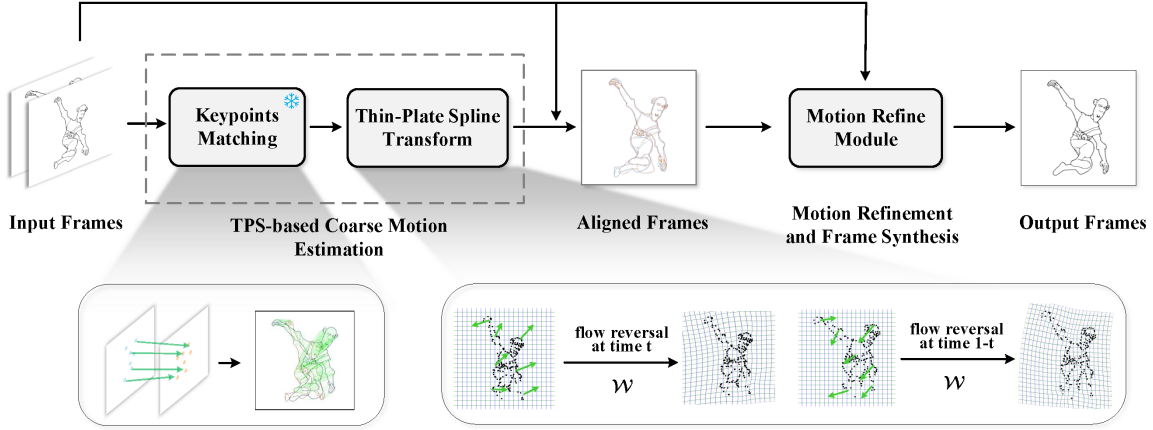 Keypoints
Matching
Thin-Plate Spline
Transform
Motion Refine
Module
Input Frames
TPS-based Coarse Motion
Estimation
Aligned Frames
Motion Refinement
and Frame Synthesis
Output Frames
flow reversal
at time t
𝒲
flow reversal
at time 1-t
𝒲